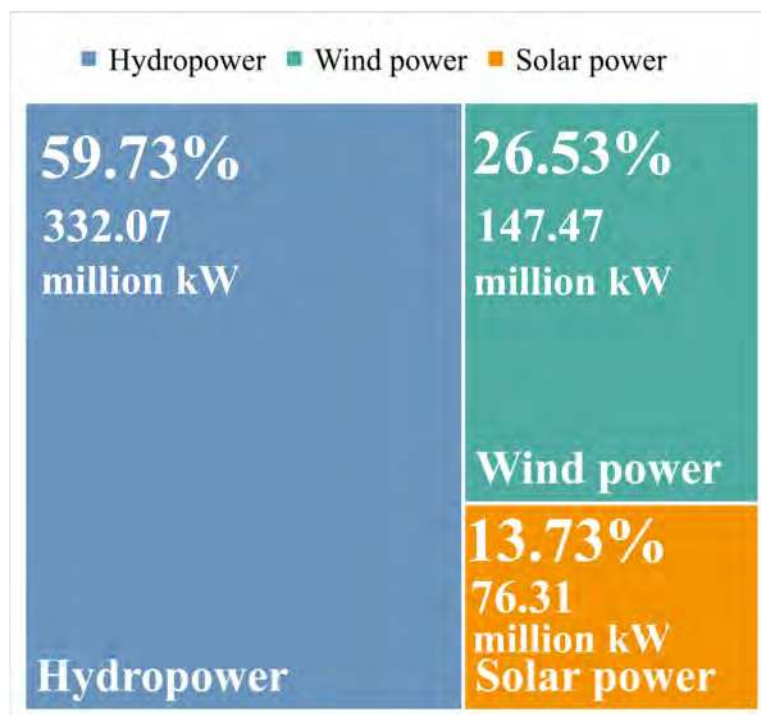 Hydropower Wind power Solar power
59.73%
332.07
million kW
Hydropower
26.53%
147.47
million kW
Wind power
13.73%
76.31
million kW
Solar power